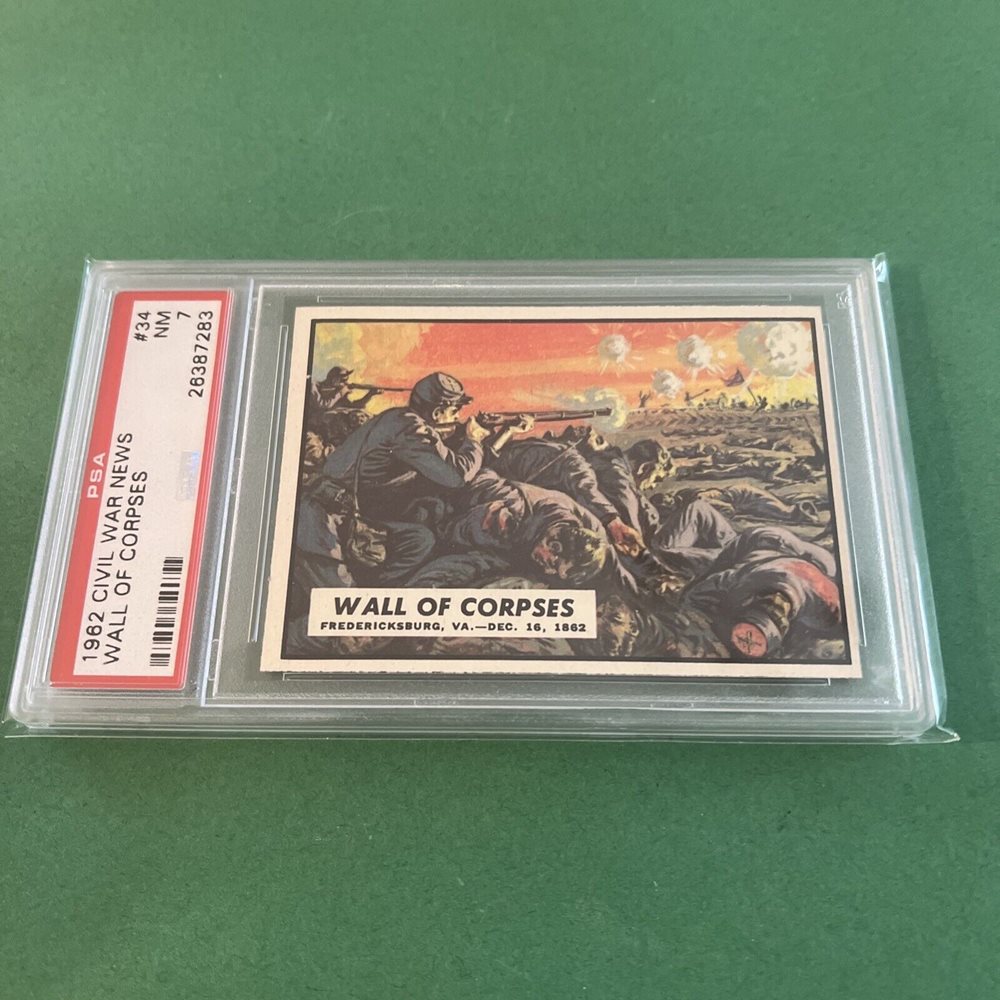 1962 CIVIL WAR NEWS
WALL OF CORPSES
#34
NM 7
26387283
PSA
WALL OF CORPSES
FREDERICKSBURG, VA.—DEC. 16, 1862